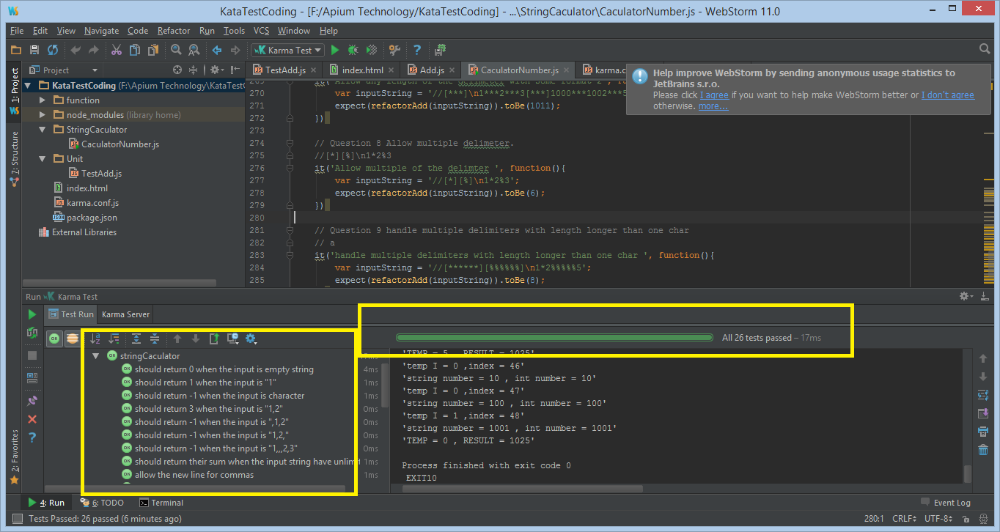 KataTestCoding - [F:/Apium Technology/KataTestCoding] - ...\StringCaculator\CaculatorNumber.js - WebStorm 11.0
File Edit View Navigate Code Refactor Run Tools VCS Window Help
Karma Test
Project
TestAdd.js index.html Add.js CaculatorNumber.js karma.c
Help improve WebStorm by sending anonymous usage statistics to
JetBrains s.r.o.
Please click I agree if you want to help make WebStorm better or I don't agree
otherwise. more...
1: Project
7: Structure
2: Favorites
KataTestCoding (F:/Apium Technology/KataTest
function
node_modules (library home)
StringCaculator
CaculatorNumber.js
Unit
TestAdd.js
index.html
karma.conf.js
package.json
External Libraries
269 it('Allow any length of the delimeter with some format 2',
270 var inputString = '//[***]\n1***2***3[***]1000***1002***5
271 expect(refactorAdd(inputString)).toBe(1011);
272 })
273
274 // Question 8 Allow multiple delimeter.
275 //[*][%]\n1*2%3
276 it('Allow multiple of the delimter ', function(){
277 var inputString = '//[*][%]\n1*2%3';
278 expect(refactorAdd(inputString)).toBe(6);
279 })
280
281 // Question 9 handle multiple delimiters with length longer than one char
282 // a
283 it('handle multiple delimiters with length longer than one char ', function(){
284 var inputString = '//[******][%%%%%%]\n1*2%%%%%5';
285 expect(refactorAdd(inputString)).toBe(8);
Run Karma Test
Test Run Karma Server
All 26 tests passed – 17ms
stringCaculator
should return 0 when the input is empty string 4ms
should return 1 when the input is "1" 1ms
should return -1 when the input is character 1ms
should return 3 when the input is "1,2" 0ms
should return -1 when the input is ",1,2" 0ms
should return -1 when the input is "1,2," 0ms
should return -1 when the input is "1,,,2,3" 0ms
should return their sum when the input string have unlimi 1ms
allow the new line for commas 1ms
'TEMP = 5 , RESULT = 1025'
'temp I = 0 ,index = 46'
'string number = 10 , int number = 10'
'temp I = 0 ,index = 47'
'string number = 100 , int number = 100'
'temp I = 1 ,index = 48'
'string number = 1001 , int number = 1001'
'TEMP = 0 , RESULT = 1025'
Process finished with exit code 0
EXIT10
4: Run 6: TODO Terminal Event Log
Tests Passed: 26 passed (6 minutes ago) 280:1 CRLF UTF-8